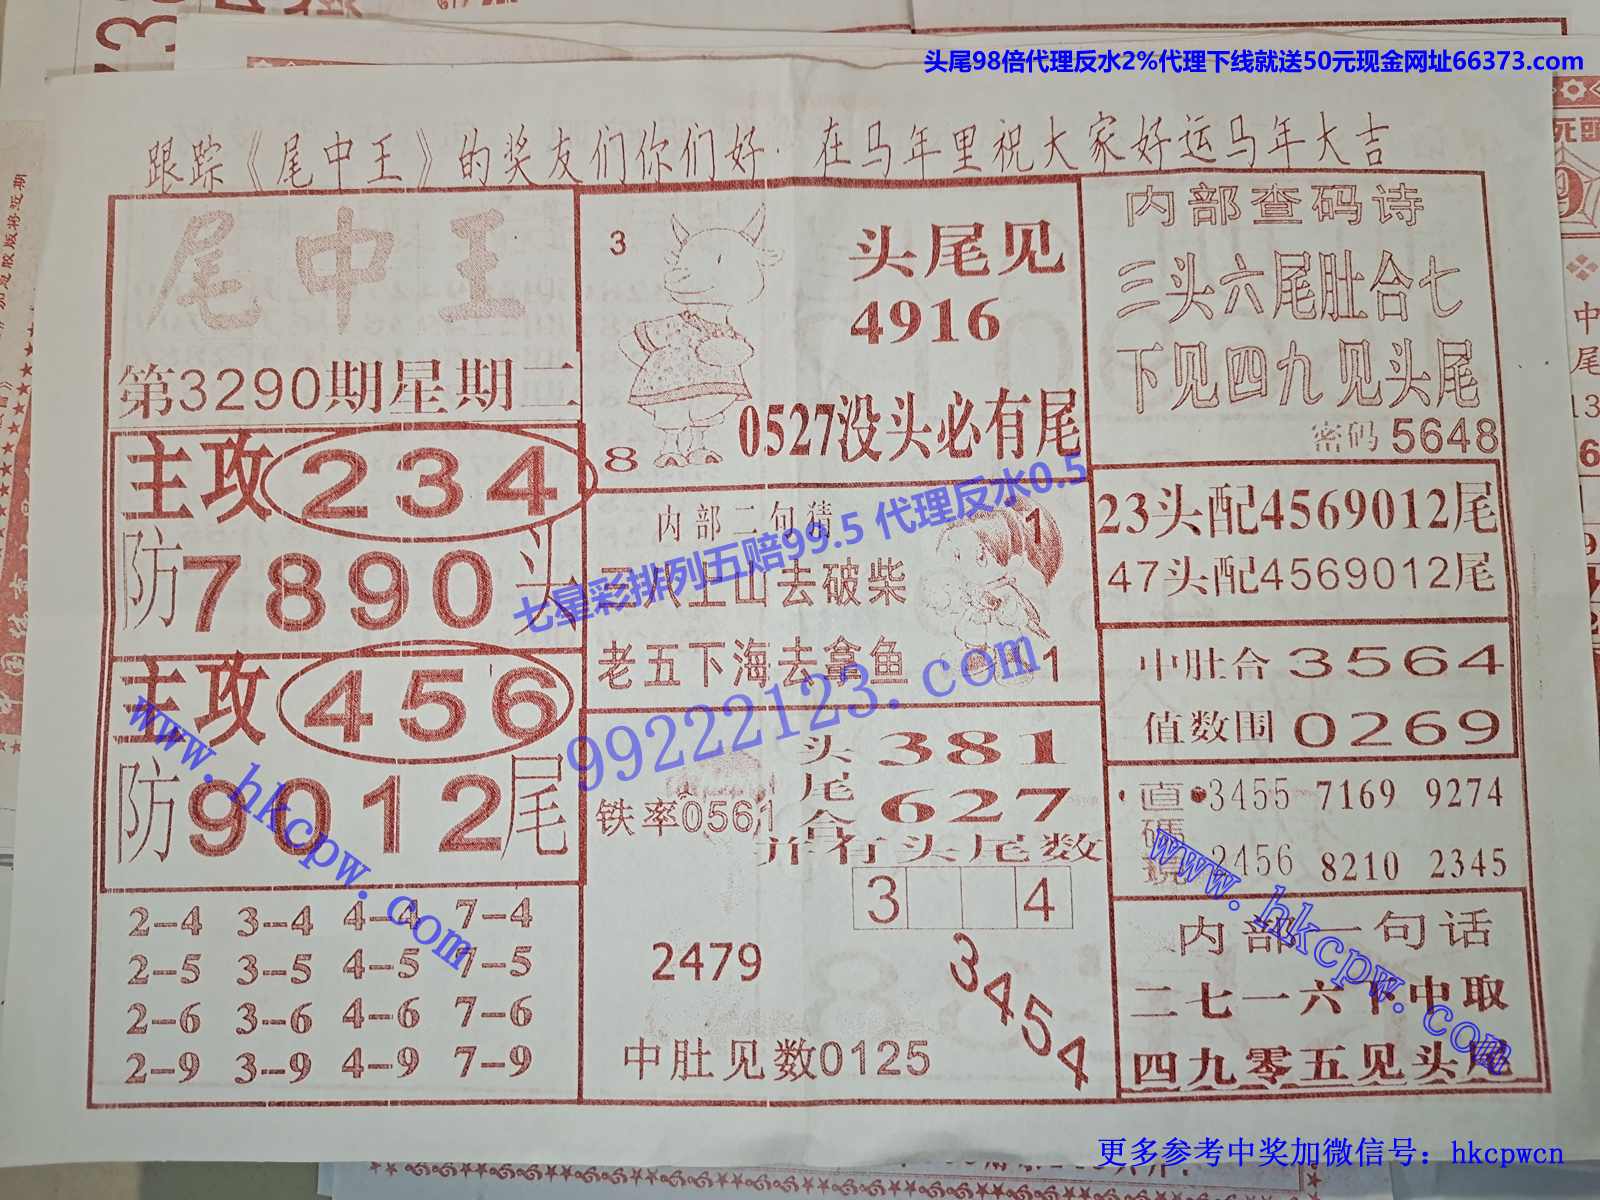 头尾98倍代理反水2%代理下线就送50元现金网址66373.com
跟踪《尾中王》的奖友们你们好．在马年里祝大家好运马年大吉
尾中王
第3290期星期二
主攻234
防7890头
主攻456
防9012尾
2-4 3-4 4-4 7-4
2-5 3-5 4-5 7-5
2-6 3-6 4-6 7-6
2-9 3-9 4-9 7-9
3
8
头尾见
4916
0527没头必有尾
内部二句猜
上山去破柴
老五下海去拿鱼
1
1
七星彩排列五赔99.5 代理反水0.5
99222123.com
头尾合
381
627
铁率0561
并有头尾数
3 4
2479
3454
中肚见数0125
内部查码诗
三头六尾肚合七
下见四九见头尾
密码5648
23头配4569012尾
47头配4569012尾
中肚合3564
值数围0269
直碼現
3455 7169 9274
2456 8210 2345
内部一句话
二七一六下中取
四九零五见头尾
www.hkcpw.com
www.hkcpw.com
更多参考中奖加微信号：hkcpwcn